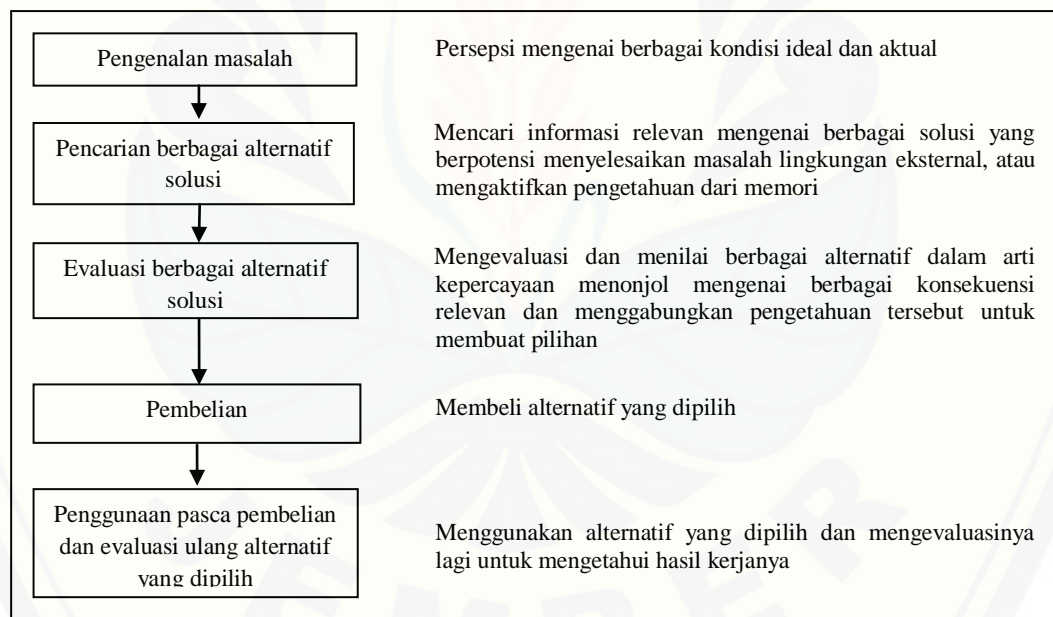 Pengenalan masalah
Persepsi mengenai berbagai kondisi ideal dan aktual
Pencarian berbagai alternatif
solusi
Mencari informasi relevan mengenai berbagai solusi yang
berpotensi menyelesaikan masalah lingkungan eksternal, atau
mengaktifkan pengetahuan dari memori
Evaluasi berbagai alternatif
solusi
Mengevaluasi dan menilai berbagai alternatif dalam arti
kepercayaan menonjol mengenai berbagai konsekuensi
relevan dan menggabungkan pengetahuan tersebut untuk
membuat pilihan
Pembelian
Membeli alternatif yang dipilih
Penggunaan pasca pembelian
dan evaluasi ulang alternatif
yang dipilih
Menggunakan alternatif yang dipilih dan mengevaluasinya
lagi untuk mengetahui hasil kerjanya